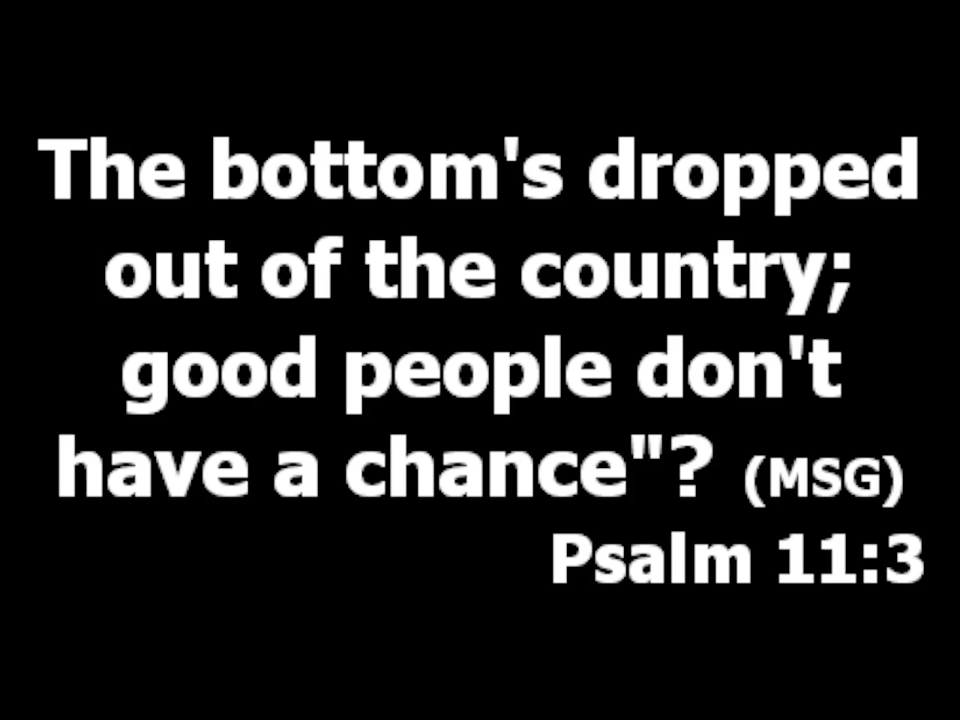 The bottom's dropped
out of the country;
good people don't
have a chance"? (MSG)
Psalm 11:3